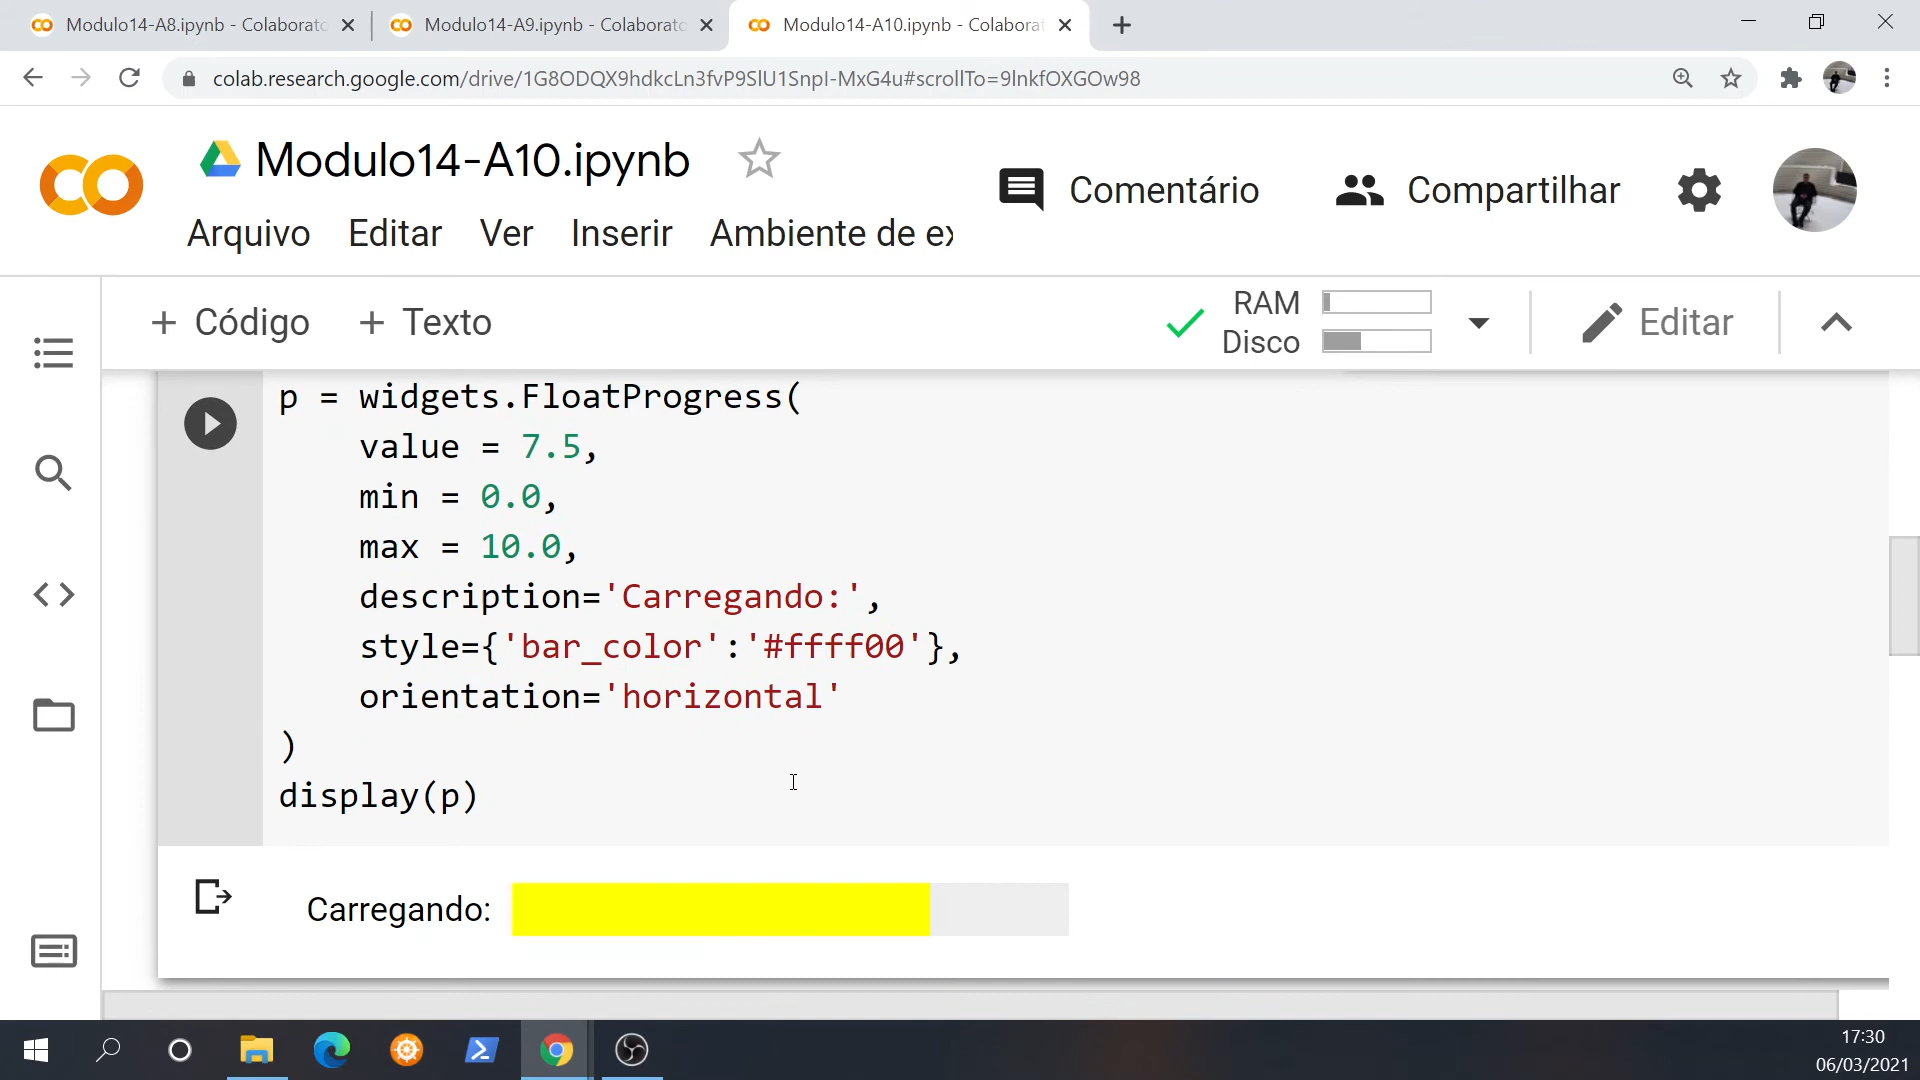 Modulo14-A8.ipynb - Colaborato
Modulo14-A9.ipynb - Colaborato
Modulo14-A10.ipynb - Colaborat
colab.research.google.com/drive/1G8ODQX9hdkcLn3fvP9SlU1SnpI-MxG4u#scrollTo=9lnkfOXGOw98
Modulo14-A10.ipynb
Comentário
Compartilhar
Arquivo Editar Ver Inserir Ambiente de ex
+ Código + Texto
RAM
Disco
Editar
p = widgets.FloatProgress(
value = 7.5,
min = 0.0,
max = 10.0,
description='Carregando:',
style={'bar_color':'#ffff00'},
orientation='horizontal'
)
display(p)
Carregando:
17:30
06/03/2021